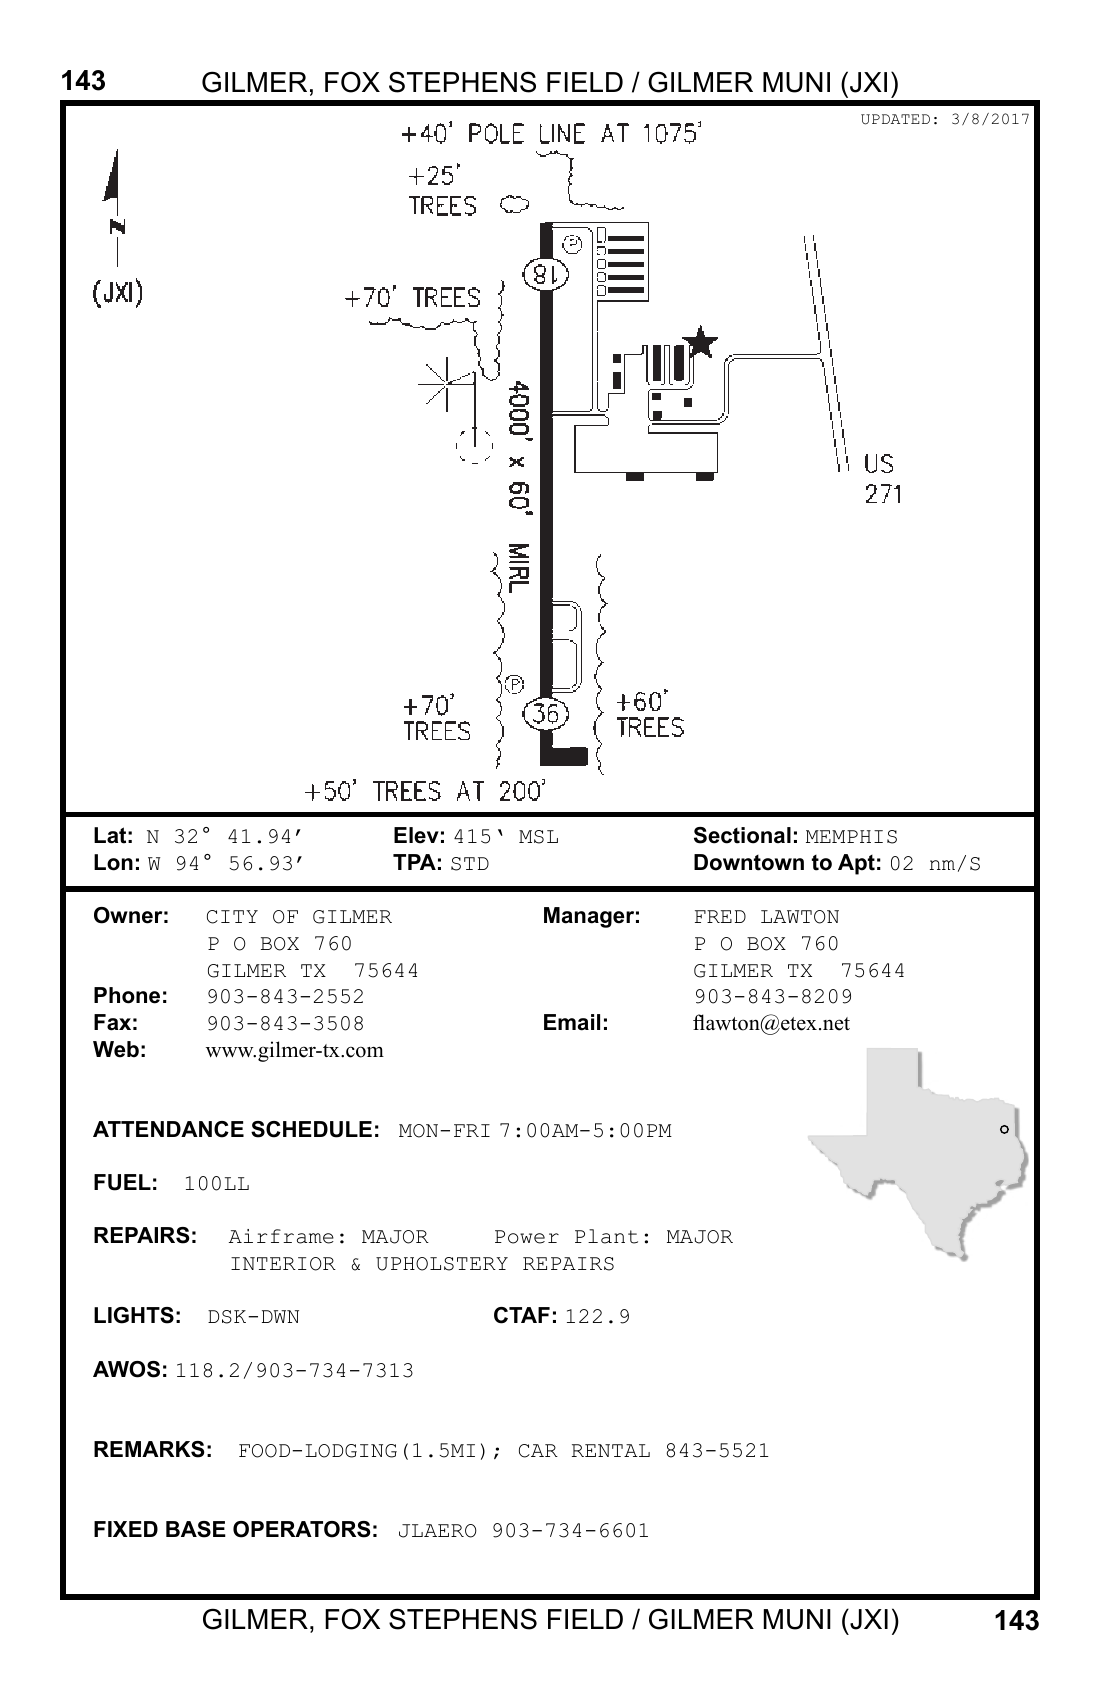 143 GILMER, FOX STEPHENS FIELD / GILMER MUNI (JXI)
UPDATED: 3/8/2017
+40' POLE LINE AT 1075'
+25'
TREES
N
(JXI)
18
P
+70' TREES
4000' x 60' MIRL
US
271
P
36
+70'
TREES
+60'
TREES
+50' TREES AT 200'
Lat: N 32° 41.94′ Elev: 415‘ MSL Sectional: MEMPHIS
Lon: W 94° 56.93′ TPA: STD Downtown to Apt: 02 nm/S
Owner: CITY OF GILMER Manager: FRED LAWTON
P O BOX 760 P O BOX 760
GILMER TX 75644 GILMER TX 75644
Phone: 903-843-2552 903-843-8209
Fax: 903-843-3508 Email: flawton@etex.net
Web: www.gilmer-tx.com
ATTENDANCE SCHEDULE: MON-FRI 7:00AM-5:00PM
FUEL: 100LL
REPAIRS: Airframe: MAJOR Power Plant: MAJOR
INTERIOR & UPHOLSTERY REPAIRS
LIGHTS: DSK-DWN CTAF: 122.9
AWOS: 118.2/903-734-7313
REMARKS: FOOD-LODGING(1.5MI); CAR RENTAL 843-5521
FIXED BASE OPERATORS: JLAERO 903-734-6601
GILMER, FOX STEPHENS FIELD / GILMER MUNI (JXI) 143